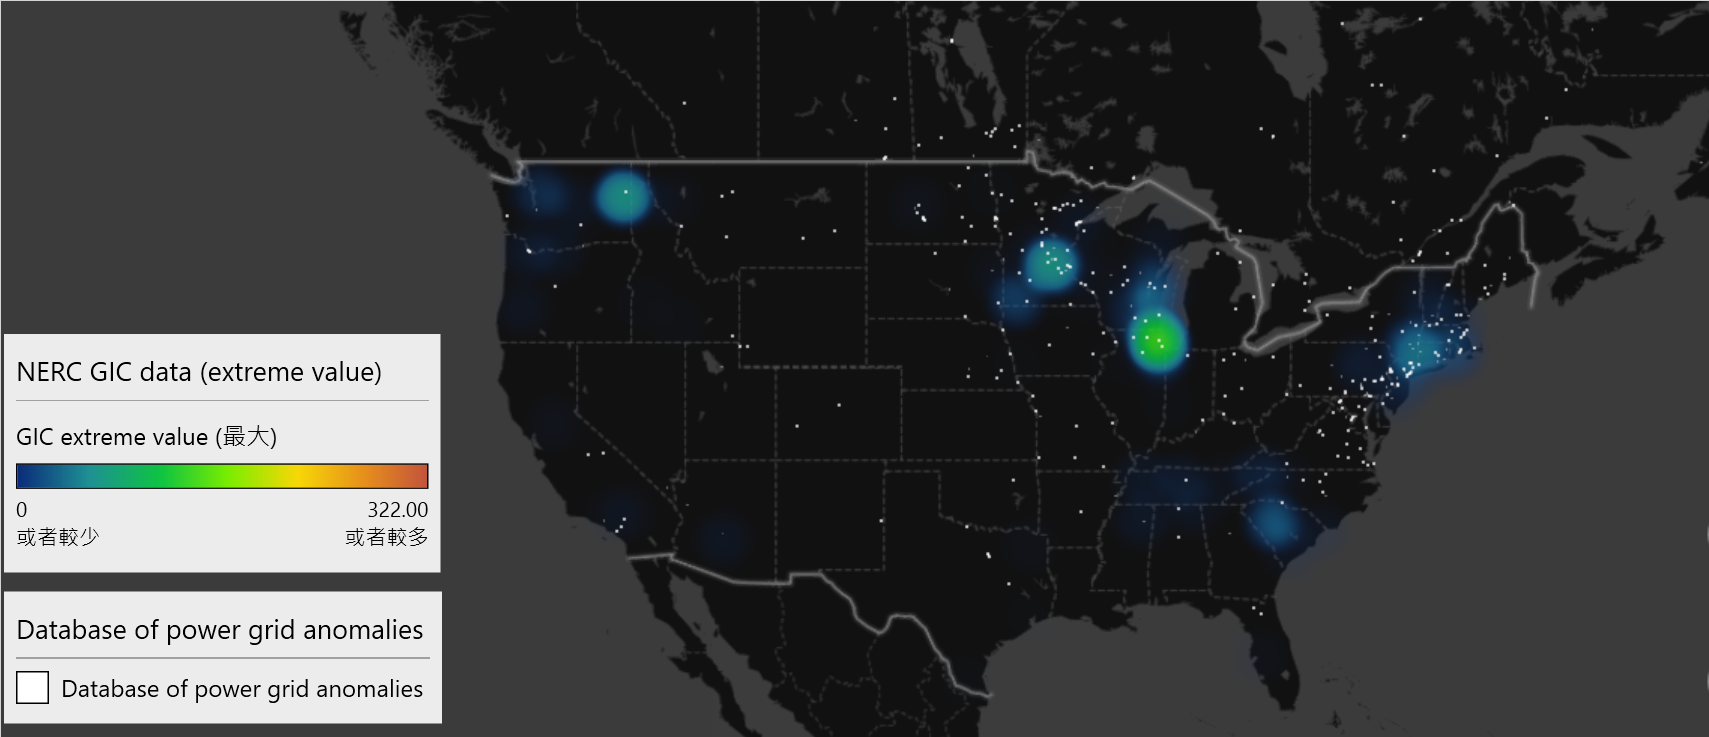 NERC GIC data (extreme value)
GIC extreme value (最大)
0 322.00
或者較少 或者較多
Database of power grid anomalies
Database of power grid anomalies